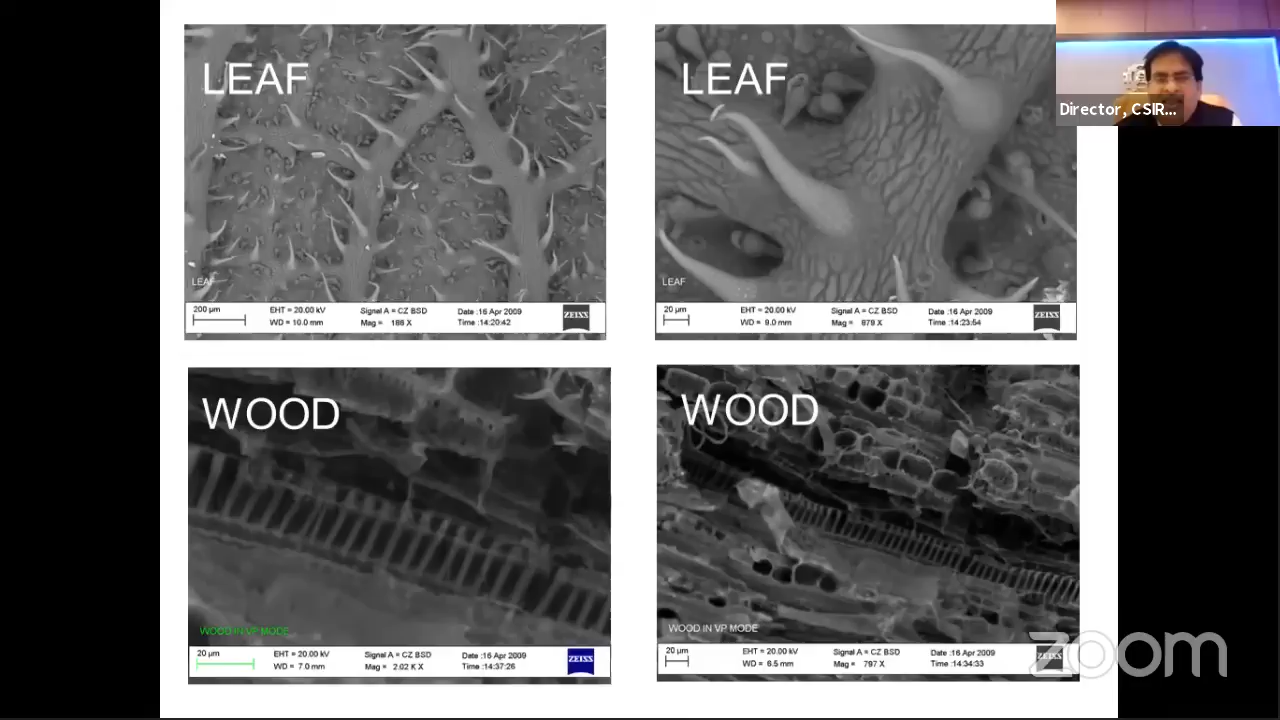 LEAF
LEAF
200 µm
EHT = 20.00 kV
Signal A = CZ BSD
Date :16 Apr 2009
WD = 10.0 mm
Mag = 186 X
Time :14:20:42
ZEISS
LEAF
LEAF
20 µm
EHT = 20.00 kV
Signal A = CZ BSD
Date :16 Apr 2009
WD = 9.0 mm
Mag = 879 X
Time :14:23:54
ZEISS
Director, CSIR...
WOOD
WOOD IN VP MODE
20 µm
EHT = 20.00 kV
Signal A = CZ BSD
Date :16 Apr 2009
WD = 7.0 mm
Mag = 2.02 K X
Time :14:37:26
ZEISS
WOOD
WOOD IN VP MODE
20 µm
EHT = 20.00 kV
Signal A = CZ BSD
Date :16 Apr 2009
WD = 6.5 mm
Mag = 797 X
Time :14:34:33
ZEISS
zoom